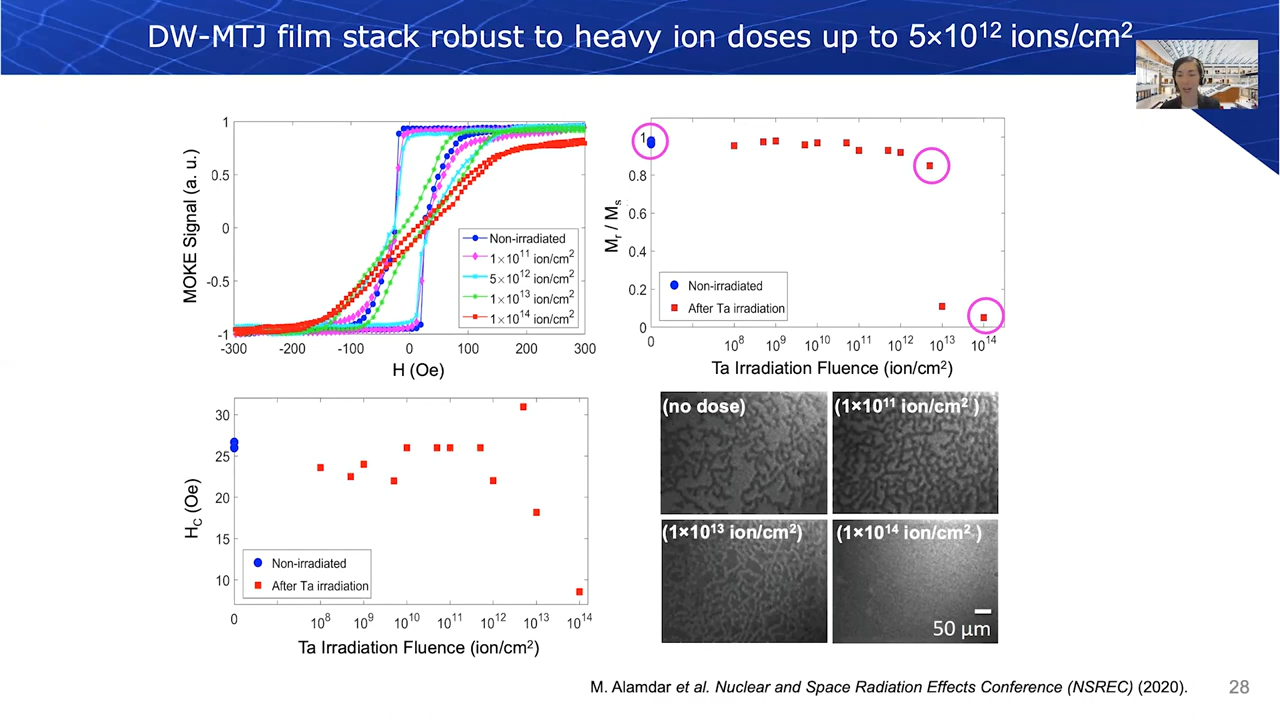 DW-MTJ film stack robust to heavy ion doses up to 5×10¹² ions/cm²
MOKE Signal (a. u.)
1
0.5
0
-0.5
-1
-300 -200 -100 0 100 200 300
H (Oe)
Non-irradiated
1×10¹¹ ion/cm²
5×10¹² ion/cm²
1×10¹³ ion/cm²
1×10¹⁴ ion/cm²
Mᵣ / Mₛ
1
0.8
0.6
0.4
0.2
0
0 10⁸ 10⁹ 10¹⁰ 10¹¹ 10¹² 10¹³ 10¹⁴
Ta Irradiation Fluence (ion/cm²)
Non-irradiated
After Ta irradiation
H_C (Oe)
30
25
20
15
10
0 10⁸ 10⁹ 10¹⁰ 10¹¹ 10¹² 10¹³ 10¹⁴
Ta Irradiation Fluence (ion/cm²)
Non-irradiated
After Ta irradiation
(no dose)
(1×10¹¹ ion/cm² )
(1×10¹³ ion/cm²)
(1×10¹⁴ ion/cm² )
50 µm
M. Alamdar et al. Nuclear and Space Radiation Effects Conference (NSREC) (2020).
28